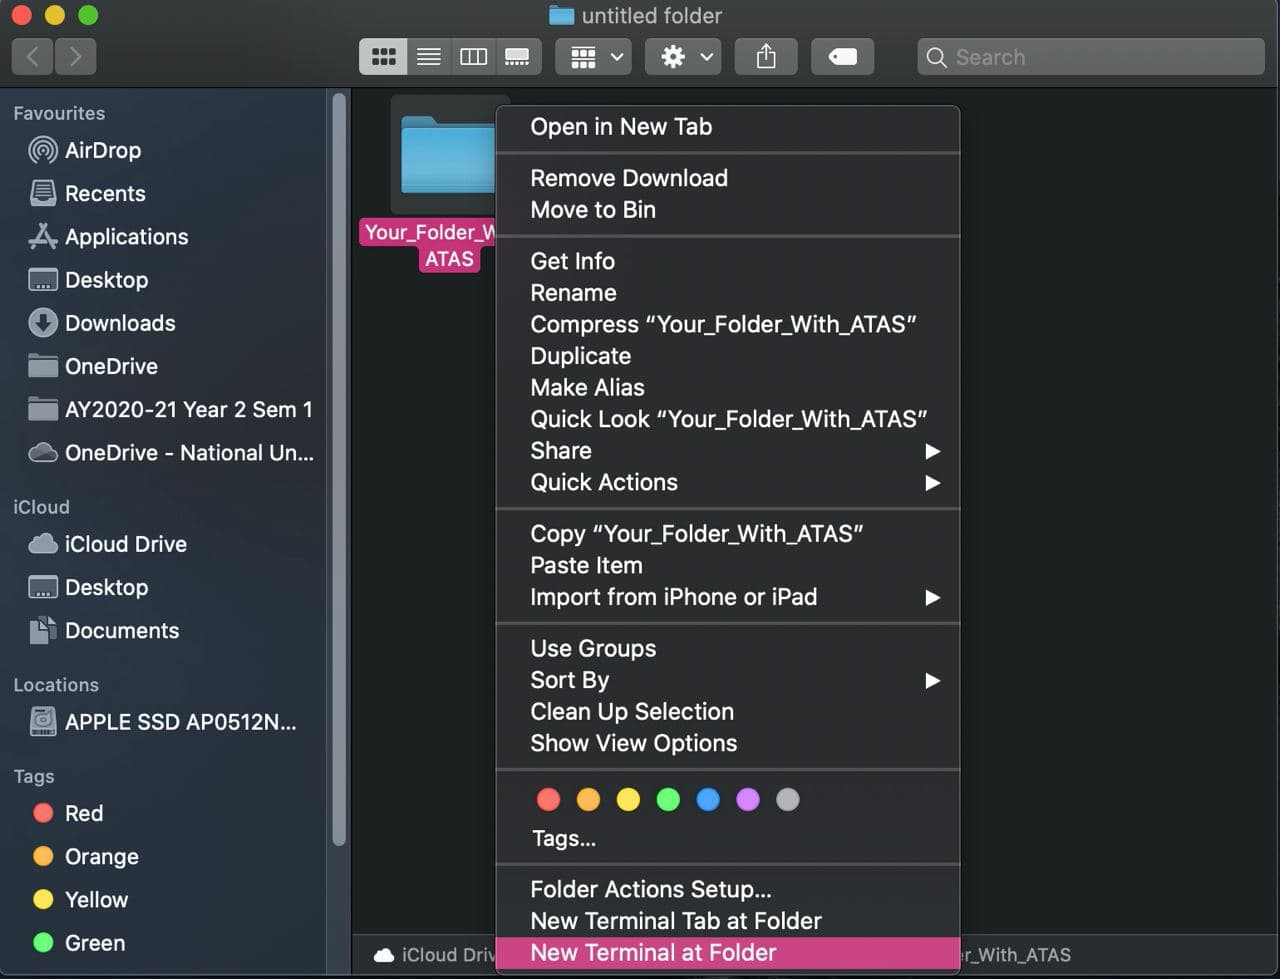 untitled folder
Search
Favourites
AirDrop
Recents
Applications
Desktop
Downloads
OneDrive
AY2020-21 Year 2 Sem 1
OneDrive - National Un...
iCloud
iCloud Drive
Desktop
Documents
Locations
APPLE SSD AP0512N...
Tags
Red
Orange
Yellow
Green
Your_Folder_W
ATAS
Open in New Tab
Remove Download
Move to Bin
Get Info
Rename
Compress “Your_Folder_With_ATAS”
Duplicate
Make Alias
Quick Look “Your_Folder_With_ATAS”
Share
Quick Actions
Copy “Your_Folder_With_ATAS”
Paste Item
Import from iPhone or iPad
Use Groups
Sort By
Clean Up Selection
Show View Options
Tags...
Folder Actions Setup...
New Terminal Tab at Folder
New Terminal at Folder
iCloud Driv
er_With_ATAS